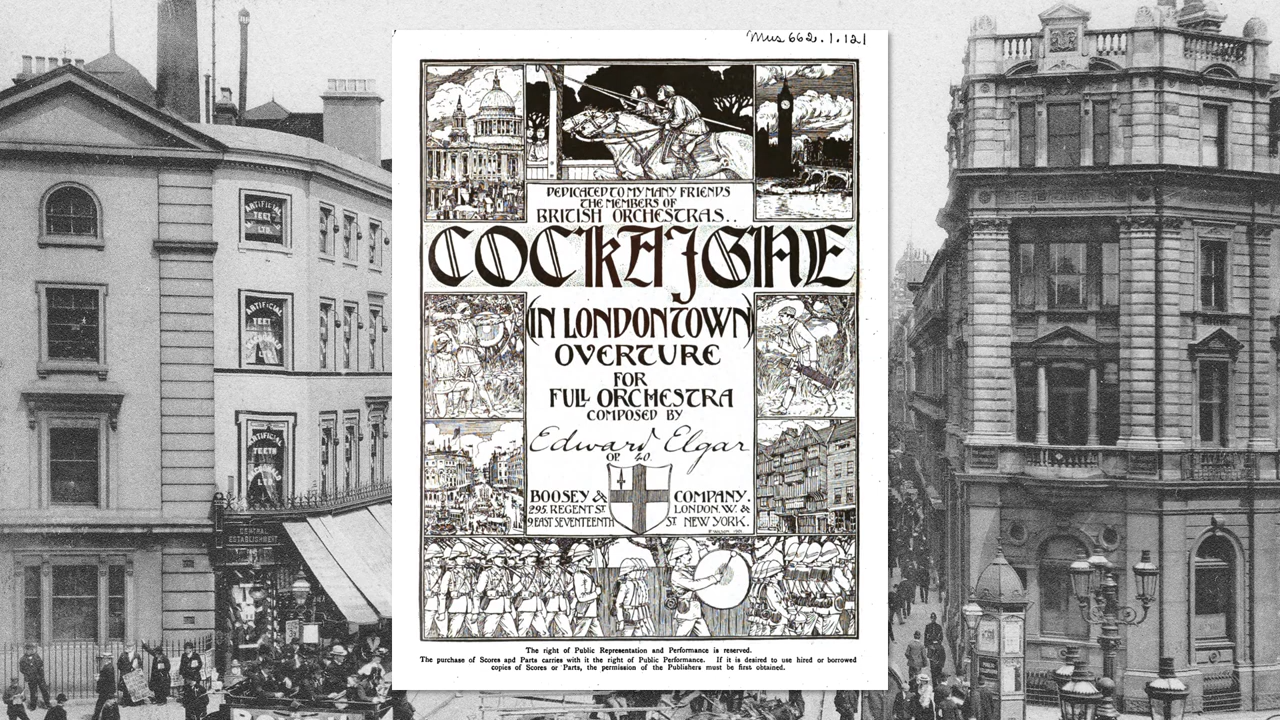 Mus 662.1.121
DEDICATED TO MY MANY FRIENDS
THE MEMBERS OF
BRITISH ORCHESTRAS..
COCKAIGNE
(IN LONDON TOWN)
OVERTURE
FOR
FULL ORCHESTRA
COMPOSED BY
Edward Elgar
OP. 40.
BOOSEY & COMPANY.
295. REGENT ST. LONDON. W. &
9 EAST SEVENTEENTH ST NEW YORK.
The right of Public Representation and Performance is reserved.
The purchase of Scores and Parts carries with it the right of Public Performance. If it is desired to use hired or borrowed
copies of Scores or Parts, the permission of the Publishers must be first obtained.
ARTIFICIAL
TEET
LTD.
ARTIFICIAL
TEET
ARTIFICIAL
TEETH
CENTRAL
ESTABLISHMENT